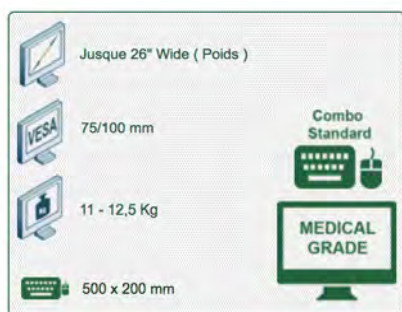 Jusque 26" Wide ( Poids )
VESA
75/100 mm
11 - 12,5 Kg
500 x 200 mm
Combo
Standard
MEDICAL
GRADE